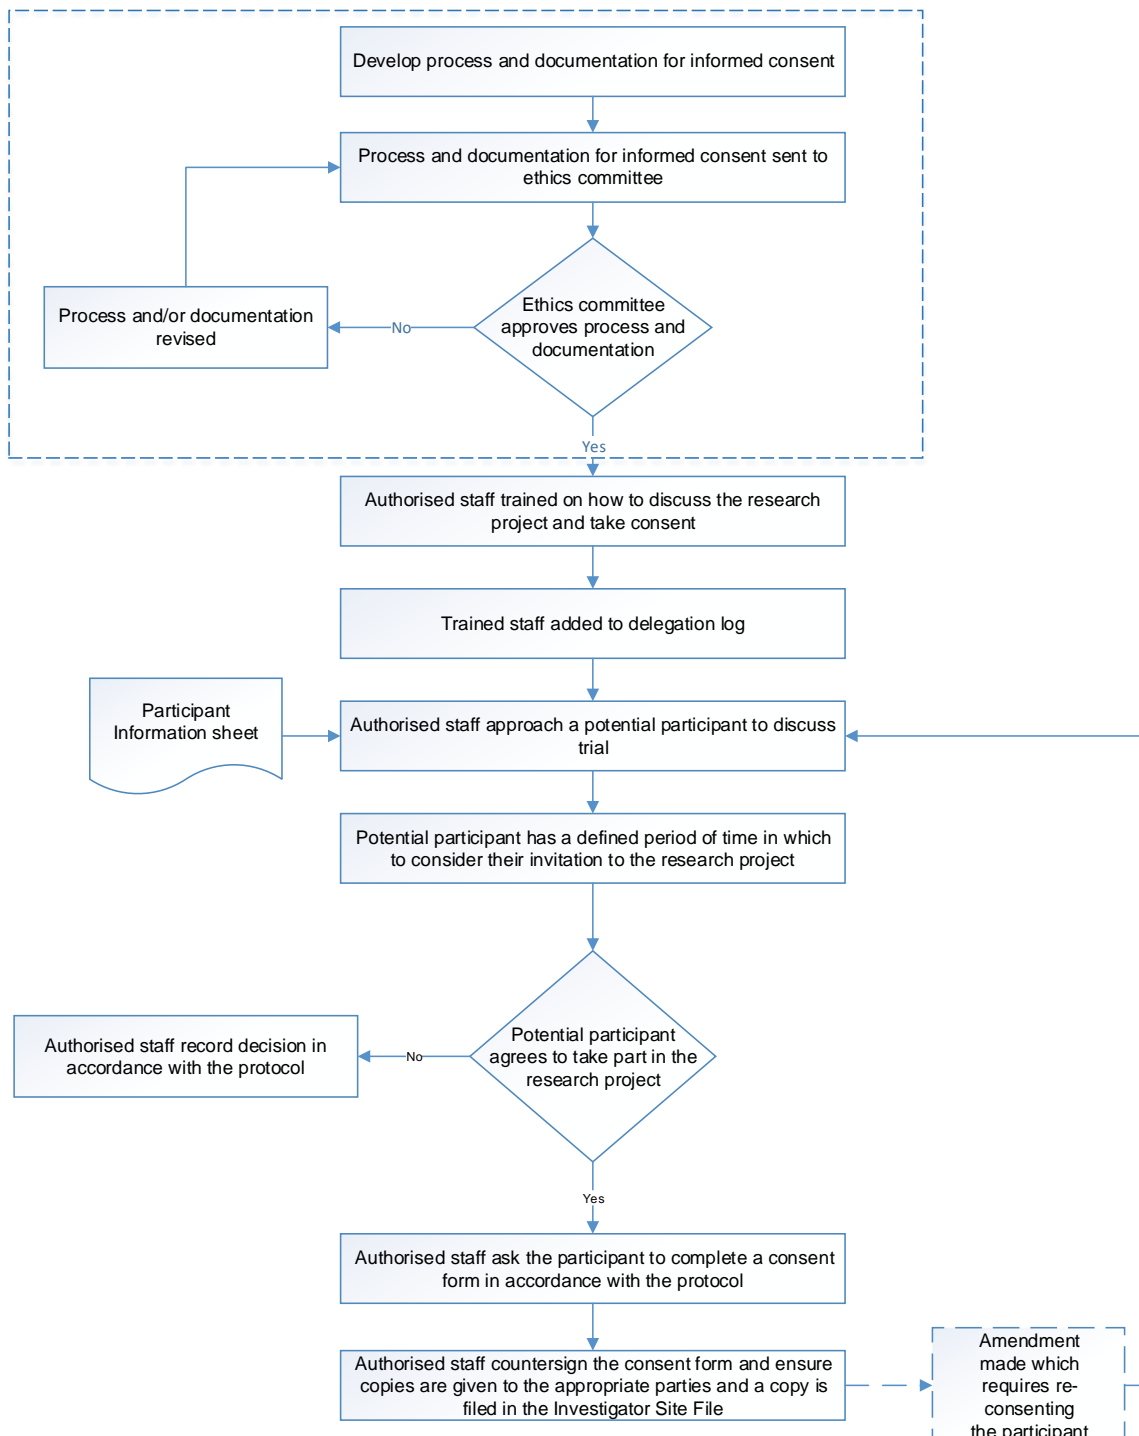 Develop process and documentation for informed consent
Process and documentation for informed consent sent to
ethics committee
Ethics committee
approves process and
documentation
No
Process and/or documentation
revised
Yes
Authorised staff trained on how to discuss the research
project and take consent
Trained staff added to delegation log
Participant
Information sheet
Authorised staff approach a potential participant to discuss
trial
Potential participant has a defined period of time in which
to consider their invitation to the research project
Potential participant
agrees to take part in the
research project
No
Authorised staff record decision in
accordance with the protocol
Yes
Authorised staff ask the participant to complete a consent
form in accordance with the protocol
Authorised staff countersign the consent form and ensure
copies are given to the appropriate parties and a copy is
filed in the Investigator Site File
Amendment
made which
requires re-
consenting
the participant